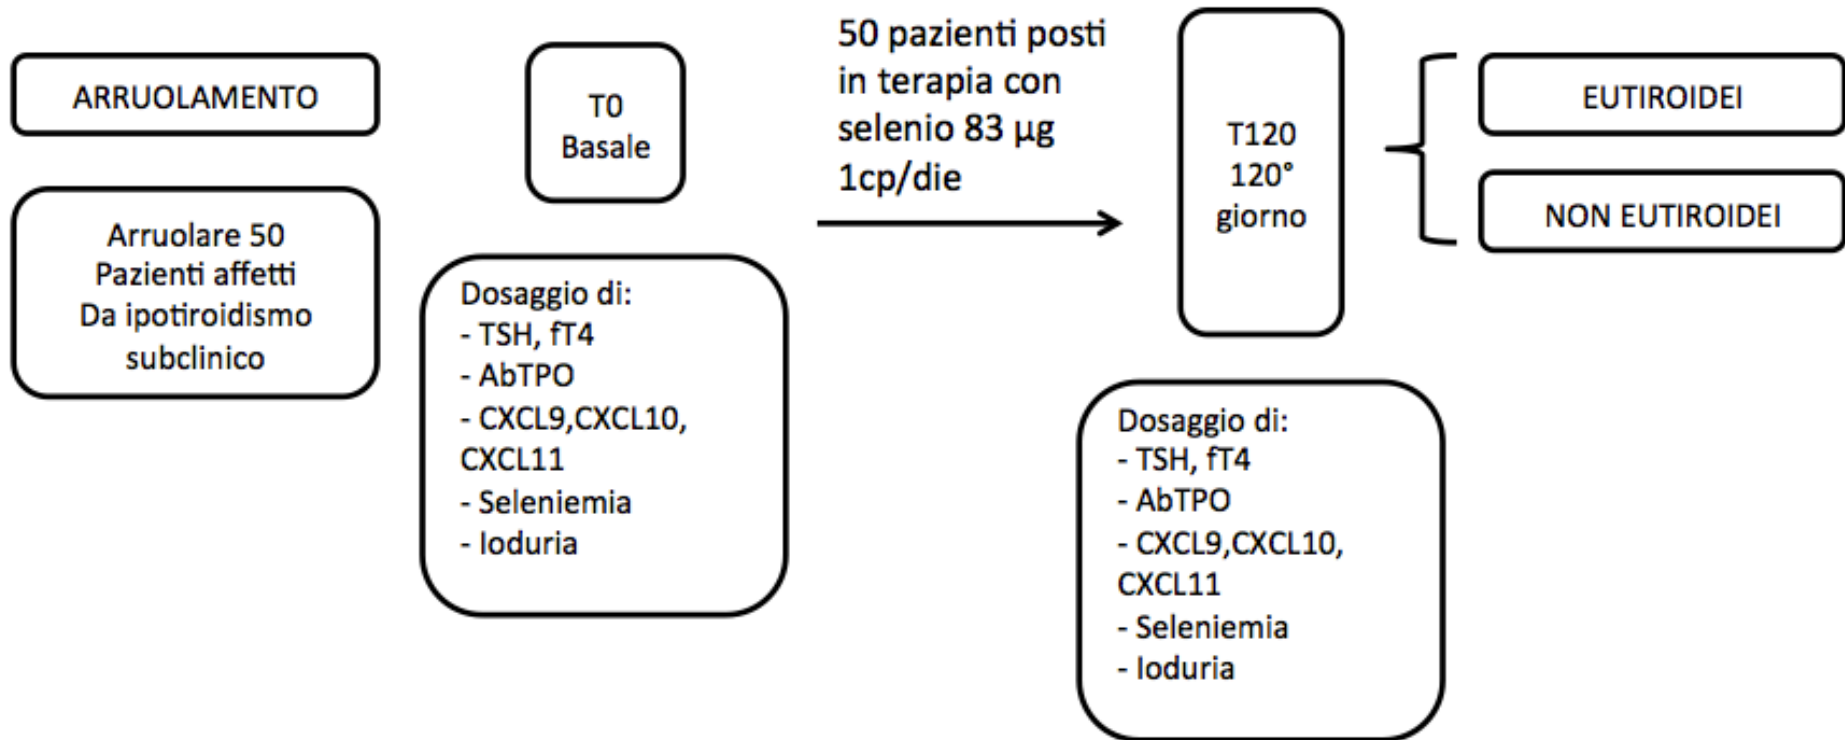 ARRUOLAMENTO
Arruolare 50
Pazienti affetti
Da ipotiroidismo
subclinico
T0
Basale
Dosaggio di:
- TSH, fT4
- AbTPO
- CXCL9,CXCL10,
CXCL11
- Seleniemia
- Ioduria
50 pazienti posti
in terapia con
selenio 83 µg
1cp/die
T120
120°
giorno
Dosaggio di:
- TSH, fT4
- AbTPO
- CXCL9,CXCL10,
CXCL11
- Seleniemia
- Ioduria
EUTIROIDEI
NON EUTIROIDEI